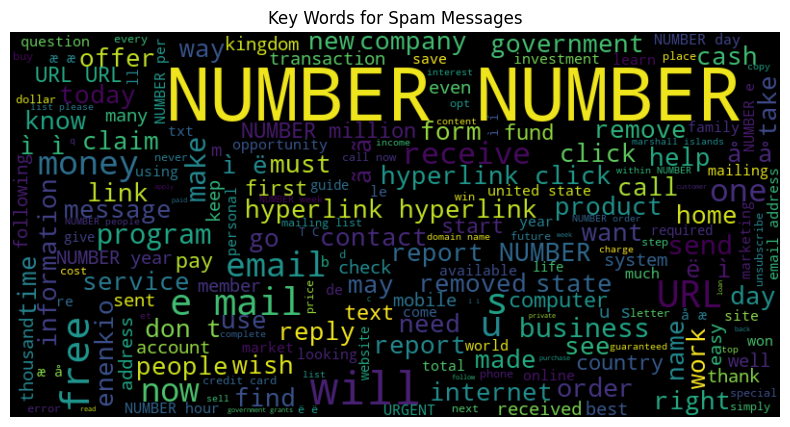 Key Words for Spam Messages
question every æ æ offer way kingdom new company government NUMBER day
buy URL URL ll NUMBER per transaction save investment learn place cash copy
dollar today NUMBER NUMBER even interest opt content
list please know many txt NUMBER million form fund remove family NUMBER e take
ì ì claim m opportunity ã ã receive click help å å mailing
q never using make ì ë must call now income hyperlink click marshall islands within NUMBER
money link keep first guide le win united state call one
following message NUMBER people personal hyperlink hyperlink product home customer
information program go mailing list contact start year NUMBER order want required marketing
give NUMBER year pay email domain name report NUMBER future week step system send ë ì unsubscribe email address
time cost service member check b d available life charge much URL
thousand re sent e mail price de may removed state day
enenkio don t use reply text mobile come computer u s letter å æ site
address account market looking website need u s business see name easy won
æ å people wish world report made country work well
now complete total phone online guaranteed top back
free credit card list will internet order thank special
error find sell private purchase follow next received best right simply
read NUMBER hour government grants è ë URGENT